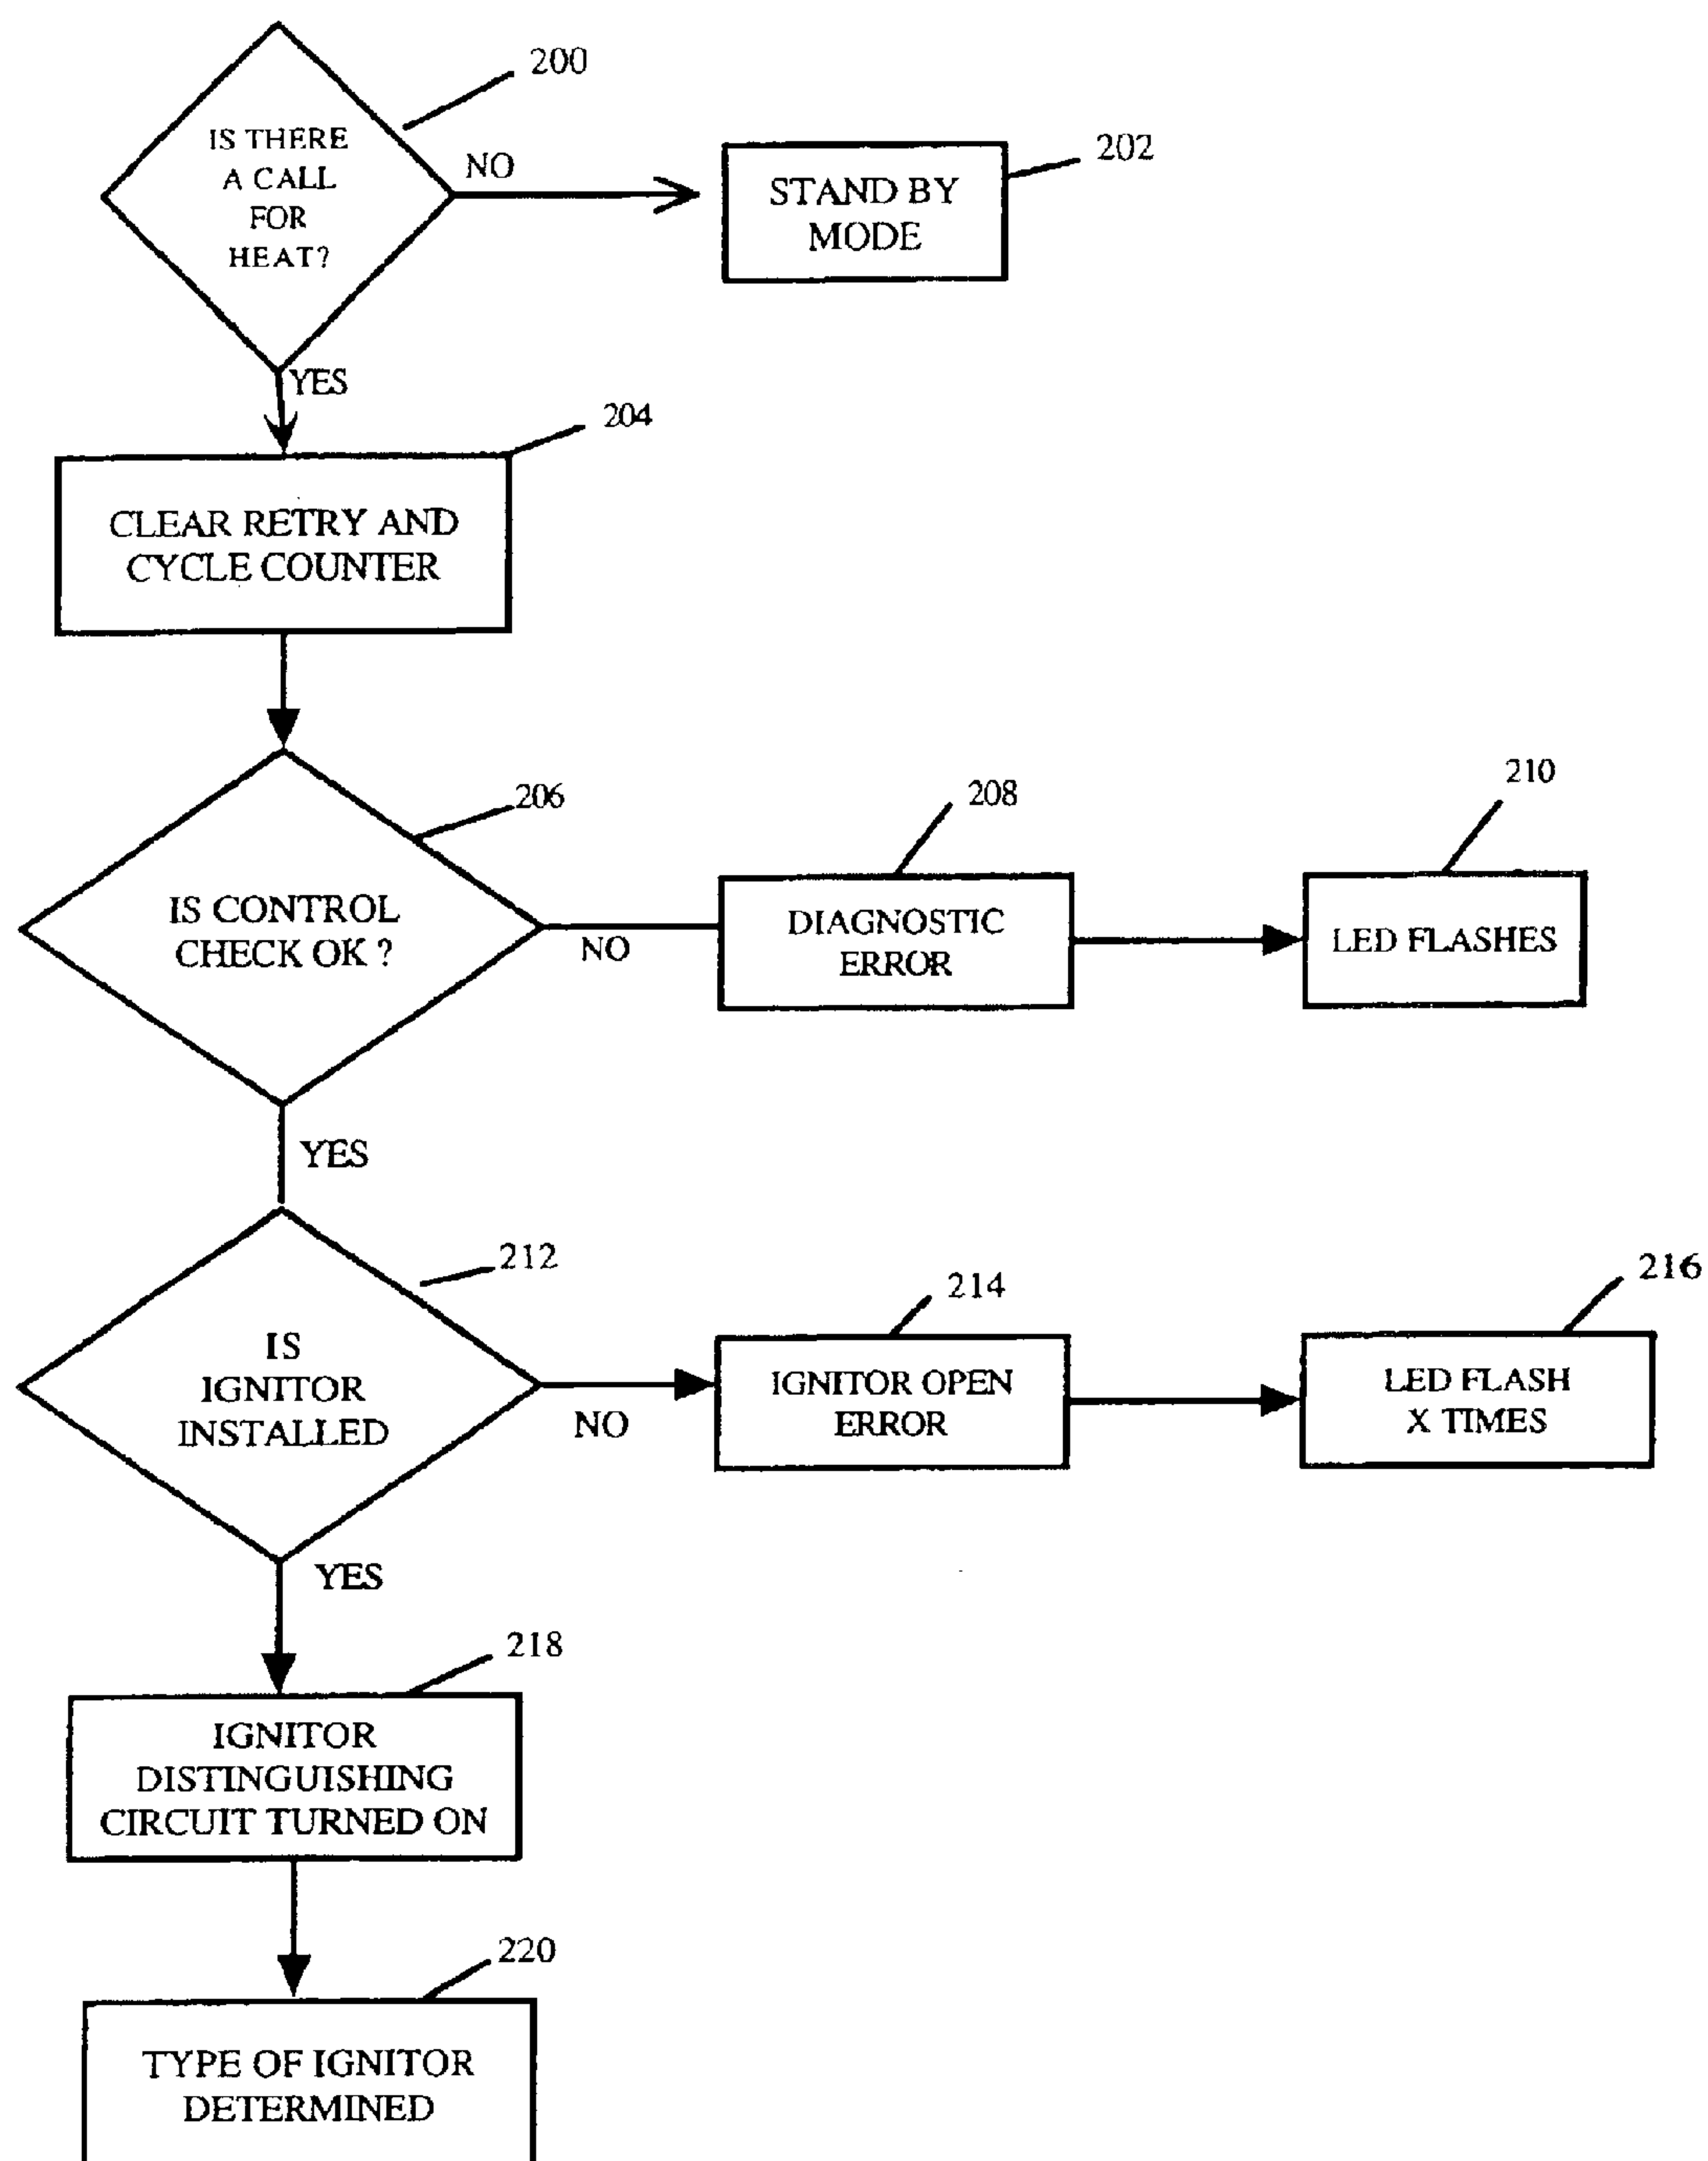 200
IS THERE
A CALL
FOR
HEAT?
NO
202
STAND BY
MODE
YES
204
CLEAR RETRY AND
CYCLE COUNTER
206
IS CONTROL
CHECK OK ?
NO
208
DIAGNOSTIC
ERROR
210
LED FLASHES
YES
212
IS
IGNITOR
INSTALLED
NO
214
IGNITOR OPEN
ERROR
216
LED FLASH
X TIMES
YES
218
IGNITOR
DISTINGUISHING
CIRCUIT TURNED ON
220
TYPE OF IGNITOR
DETERMINED